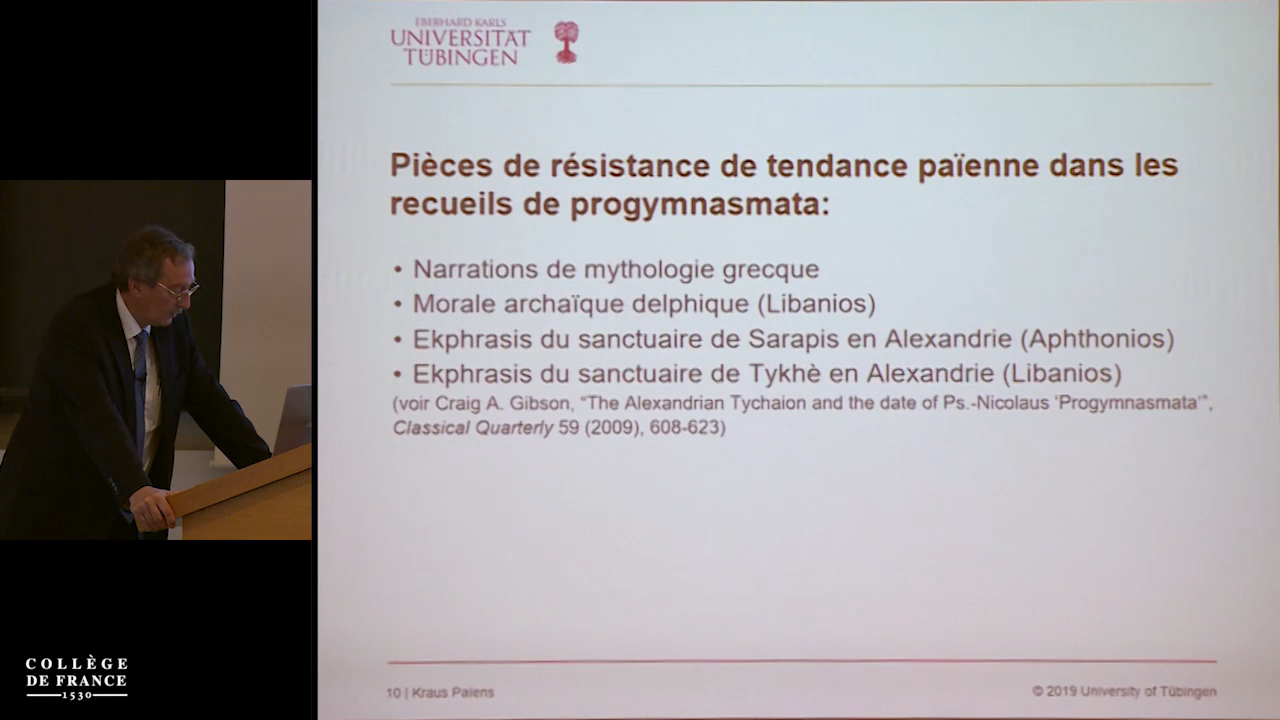 EBERHARD KARLS
UNIVERSITÄT
TÜBINGEN
Pièces de résistance de tendance païenne dans les
recueils de progymnasmata:
• Narrations de mythologie grecque
• Morale archaïque delphique (Libanios)
• Ekphrasis du sanctuaire de Sarapis en Alexandrie (Aphthonios)
• Ekphrasis du sanctuaire de Tykhè en Alexandrie (Libanios)
(voir Craig A. Gibson, “The Alexandrian Tychaion and the date of Ps.-Nicolaus ‘Progymnasmata’”,
Classical Quarterly 59 (2009), 608-623)
10 | Kraus Païens
© 2019 University of Tübingen
COLLÈGE
DE FRANCE
1530